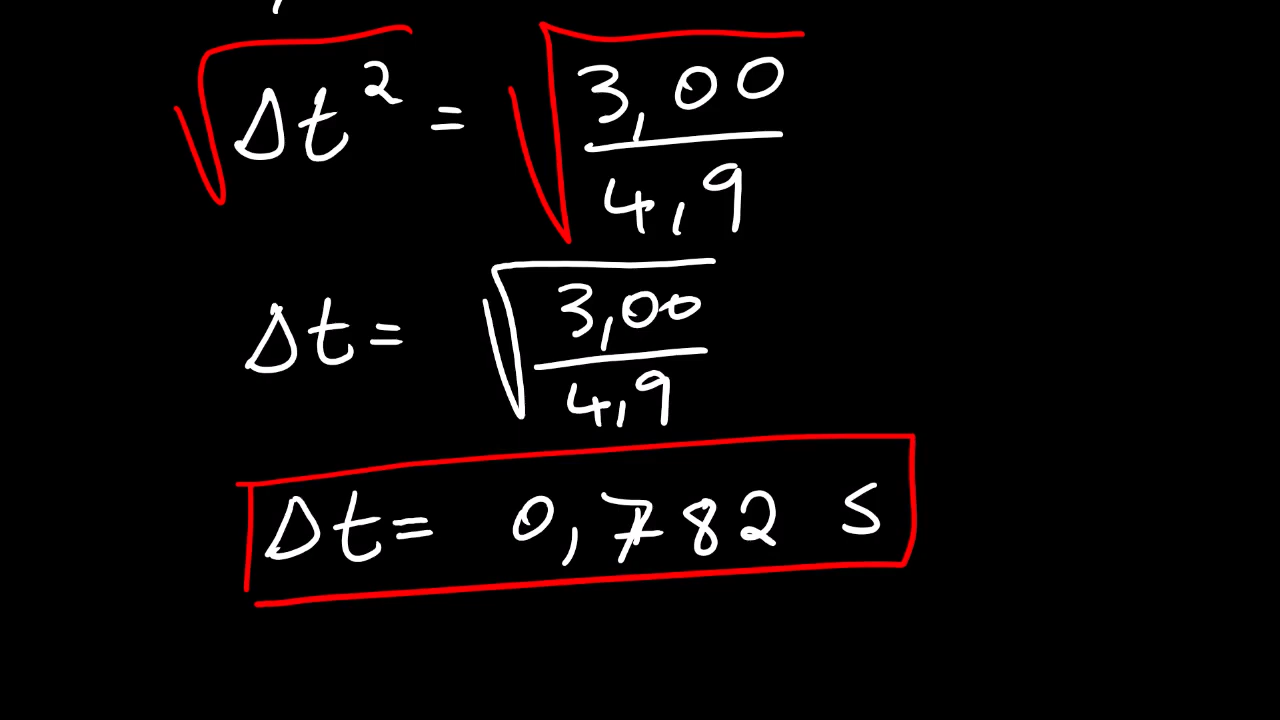 √Δt² = √(3,00/4,9)
Δt = √(3,00/4,9)
Δt = 0,782 s